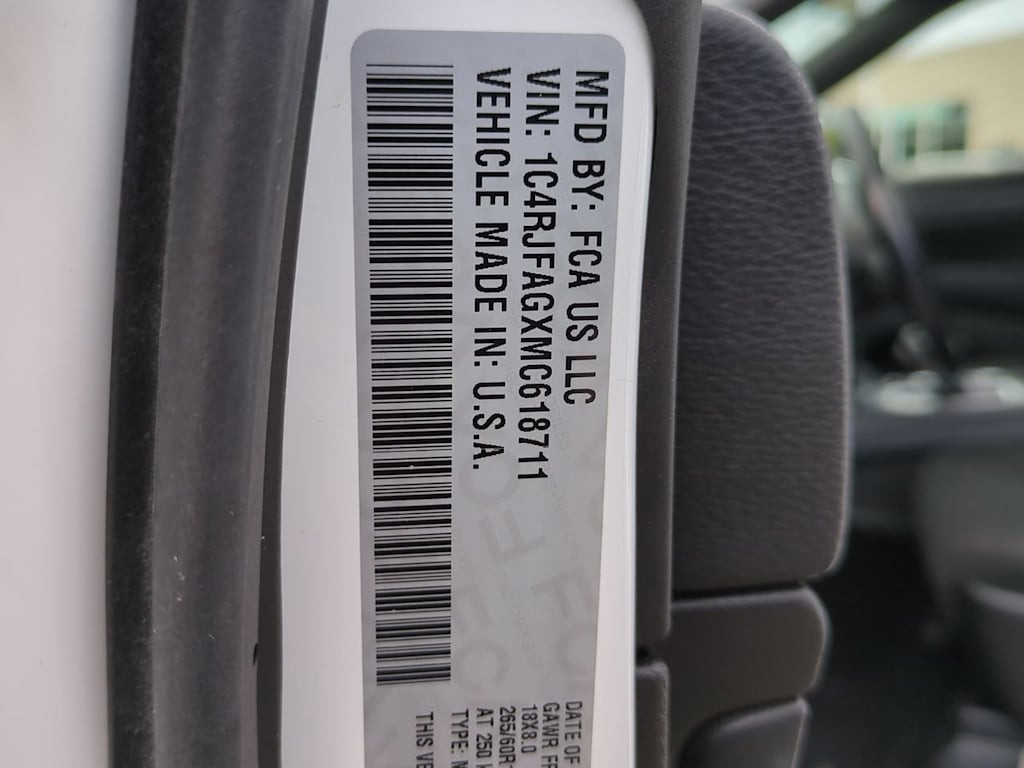 MFD BY: FCA US LLC
VIN: 1C4RJFAGXMC618711
VEHICLE MADE IN: U.S.A.
DATE OF
GAWR FR
18X8.0
265/60R1
AT 250
TYPE:
THIS VE